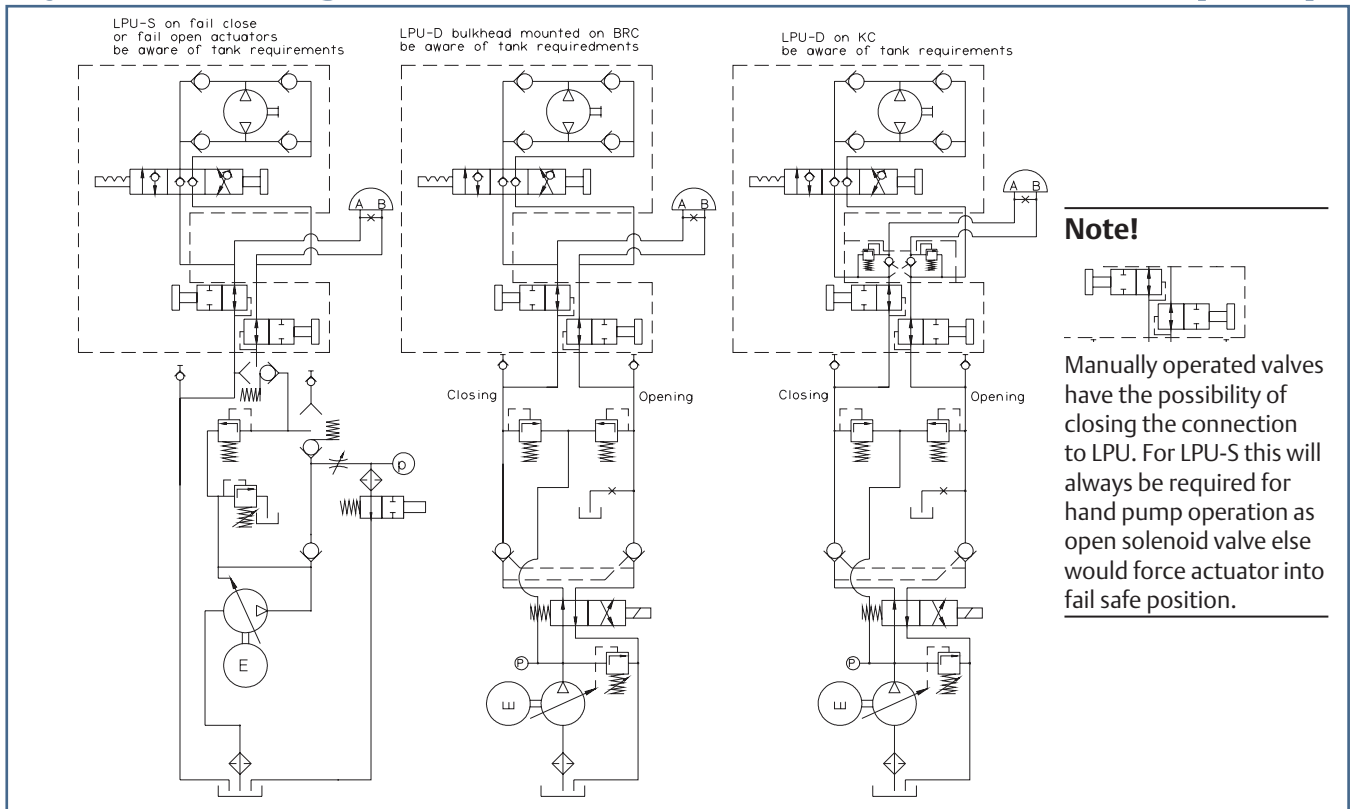 LPU-S on fail close
or fail open actuators
be aware of tank requirements
LPU-D bulkhead mounted on BRC
be aware of tank requiredments
LPU-D on KC
be aware of tank requirements
A B
A B
A B
Closing
Opening
Closing
Opening
p
E
P
E
P
E
Note!
Manually operated valves
have the possibility of
closing the connection
to LPU. For LPU-S this will
always be required for
hand pump operation as
open solenoid valve else
would force actuator into
fail safe position.